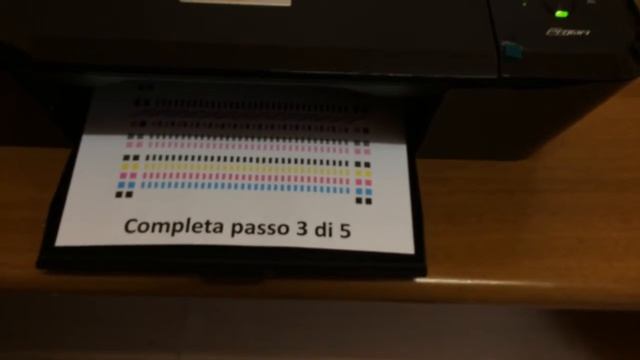 Completa passo 3 di 5